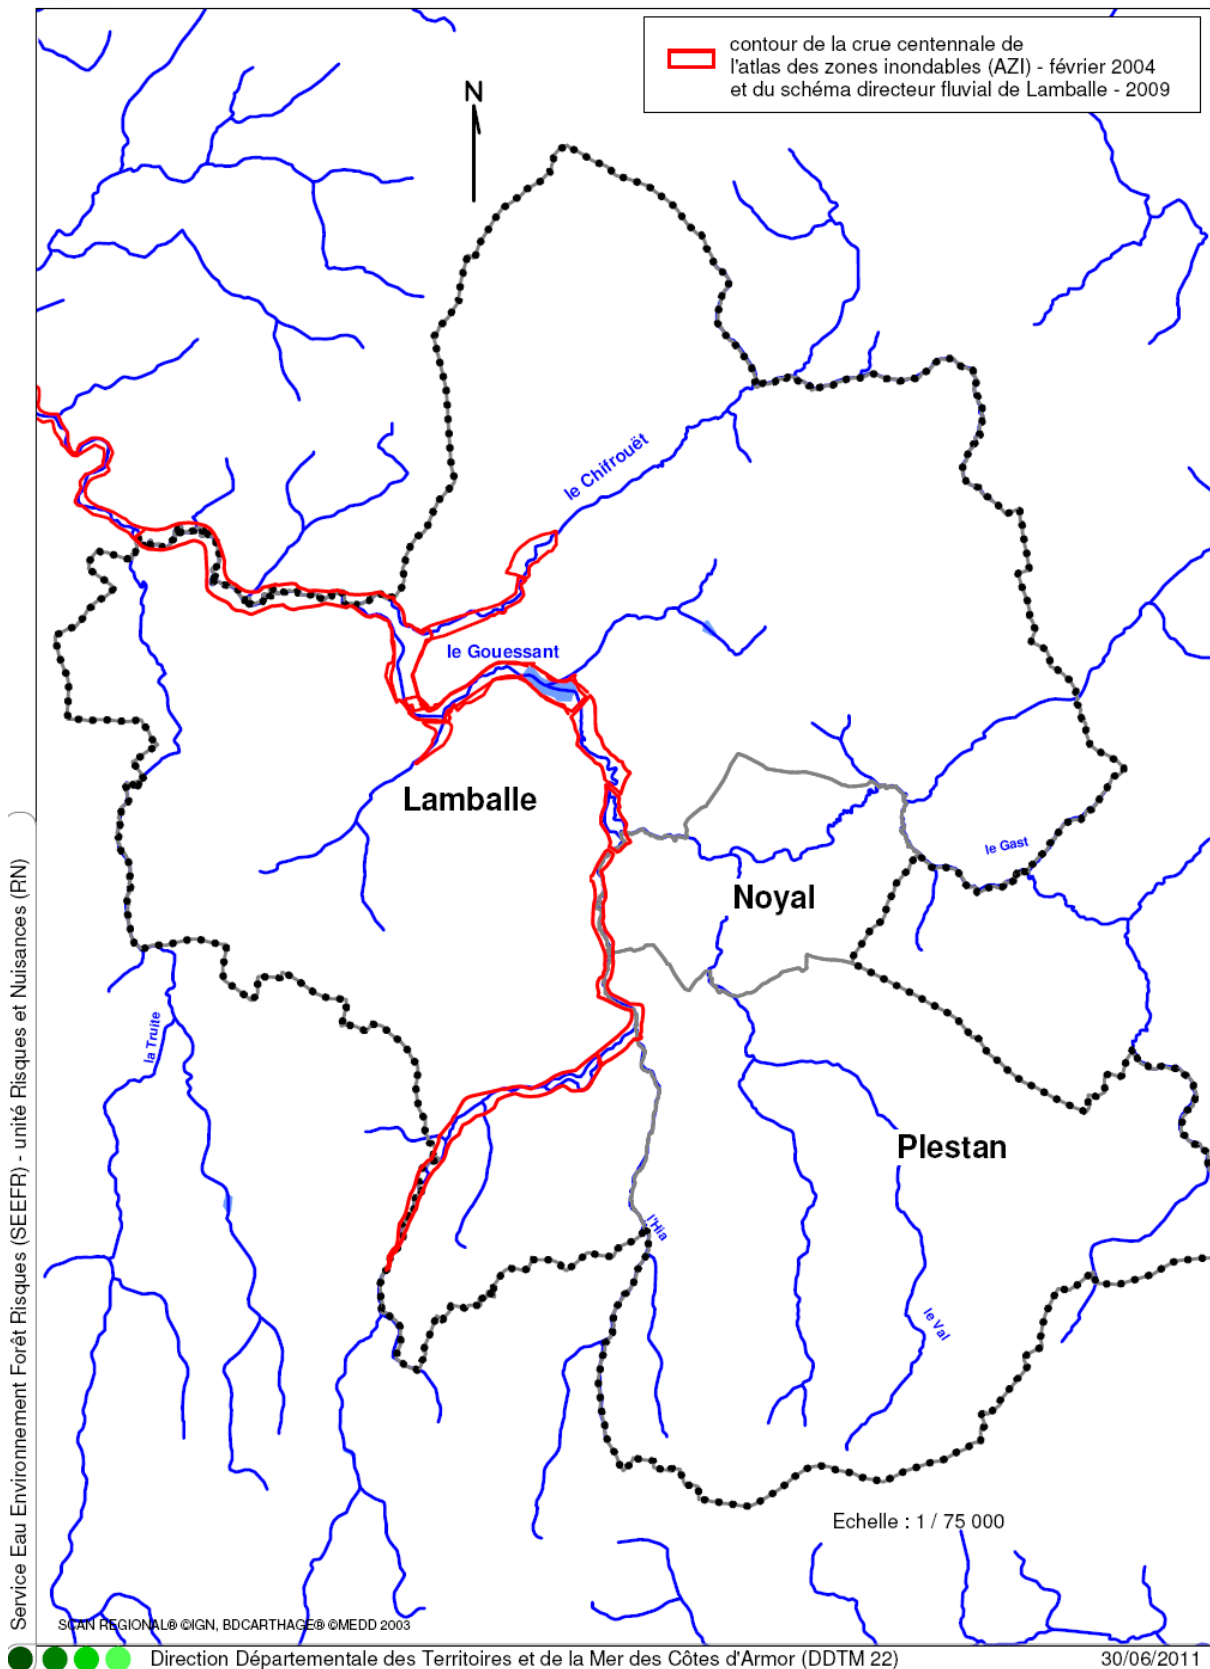 contour de la crue centennale de
l'atlas des zones inondables (AZI) - février 2004
et du schéma directeur fluvial de Lamballe - 2009
N
le Chifrouët
le Gouessant
Lamballe
le Gast
Noyal
la Truite
Plestan
l'Hia
le Val
Echelle : 1 / 75 000
SCAN REGIONAL® ©IGN, BDCARTHAGE® ©MEDD 2003
Service Eau Environnement Forêt Risques (SEEFR) - unité Risques et Nuisances (RN)
Direction Départementale des Territoires et de la Mer des Côtes d'Armor (DDTM 22)
30/06/2011